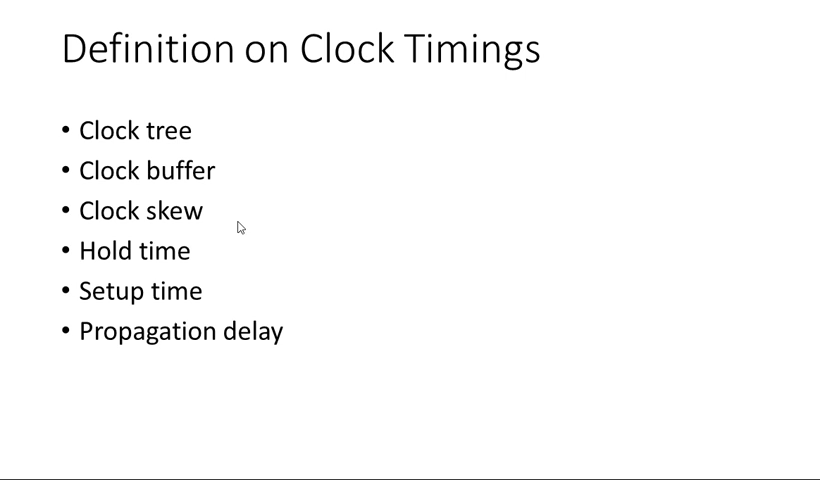 Definition on Clock Timings
• Clock tree
• Clock buffer
• Clock skew
• Hold time
• Setup time
• Propagation delay